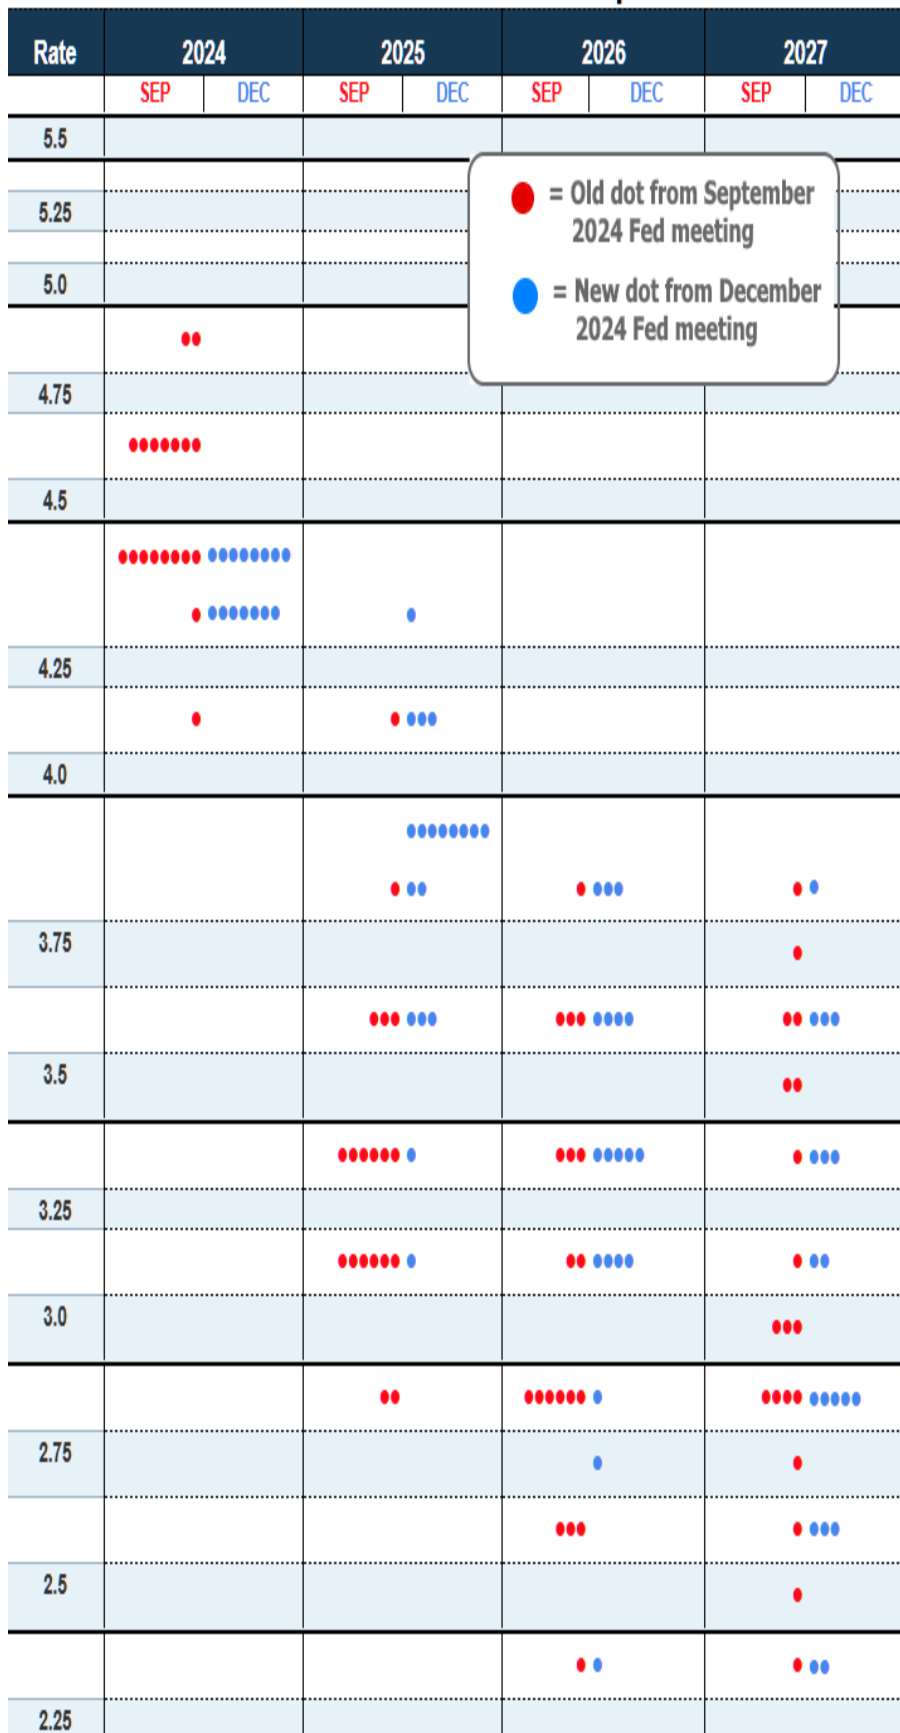 Rate 2024 2025 2026 2027
SEP DEC SEP DEC SEP DEC SEP DEC
5.5
= Old dot from September
2024 Fed meeting
5.25
5.0
= New dot from December
2024 Fed meeting
4.75
4.5
4.25
4.0
3.75
3.5
3.25
3.0
2.75
2.5
2.25